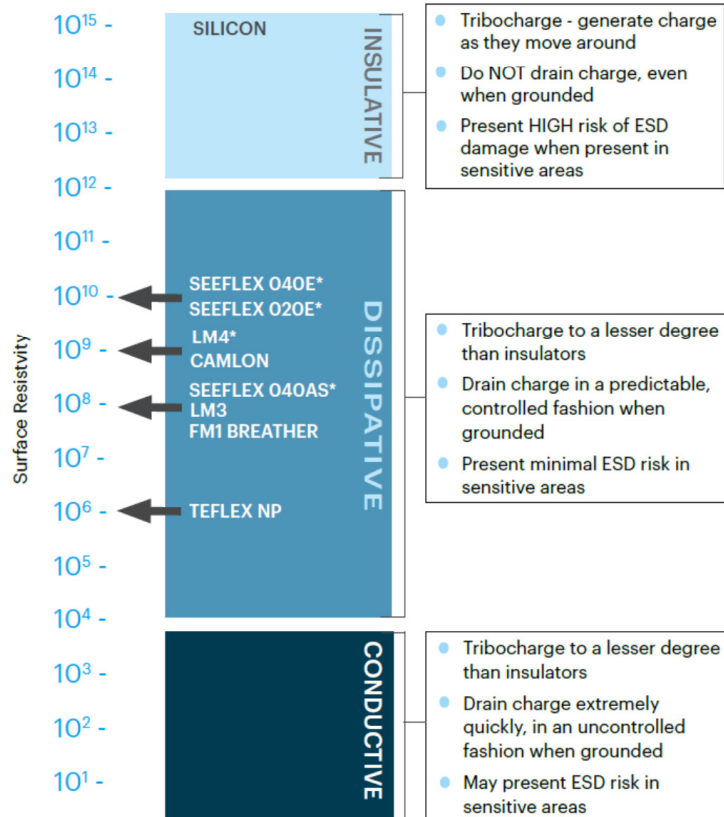 Surface Resistvity
10¹⁵ -
10¹⁴ -
10¹³ -
10¹² -
10¹¹ -
10¹⁰ -
10⁹ -
10⁸ -
10⁷ -
10⁶ -
10⁵ -
10⁴ -
10³ -
10² -
10¹ -
SILICON
INSULATIVE
Tribocharge - generate charge
as they move around
Do NOT drain charge, even
when grounded
Present HIGH risk of ESD
damage when present in
sensitive areas
SEEFLEX 040E*
SEEFLEX 020E*
LM4*
CAMLON
SEEFLEX 040AS*
LM3
FM1 BREATHER
TEFLEX NP
DISSIPATIVE
Tribocharge to a lesser degree
than insulators
Drain charge in a predictable,
controlled fashion when
grounded
Present minimal ESD risk in
sensitive areas
CONDUCTIVE
Tribocharge to a lesser degree
than insulators
Drain charge extremely
quickly, in an uncontrolled
fashion when grounded
May present ESD risk in
sensitive areas